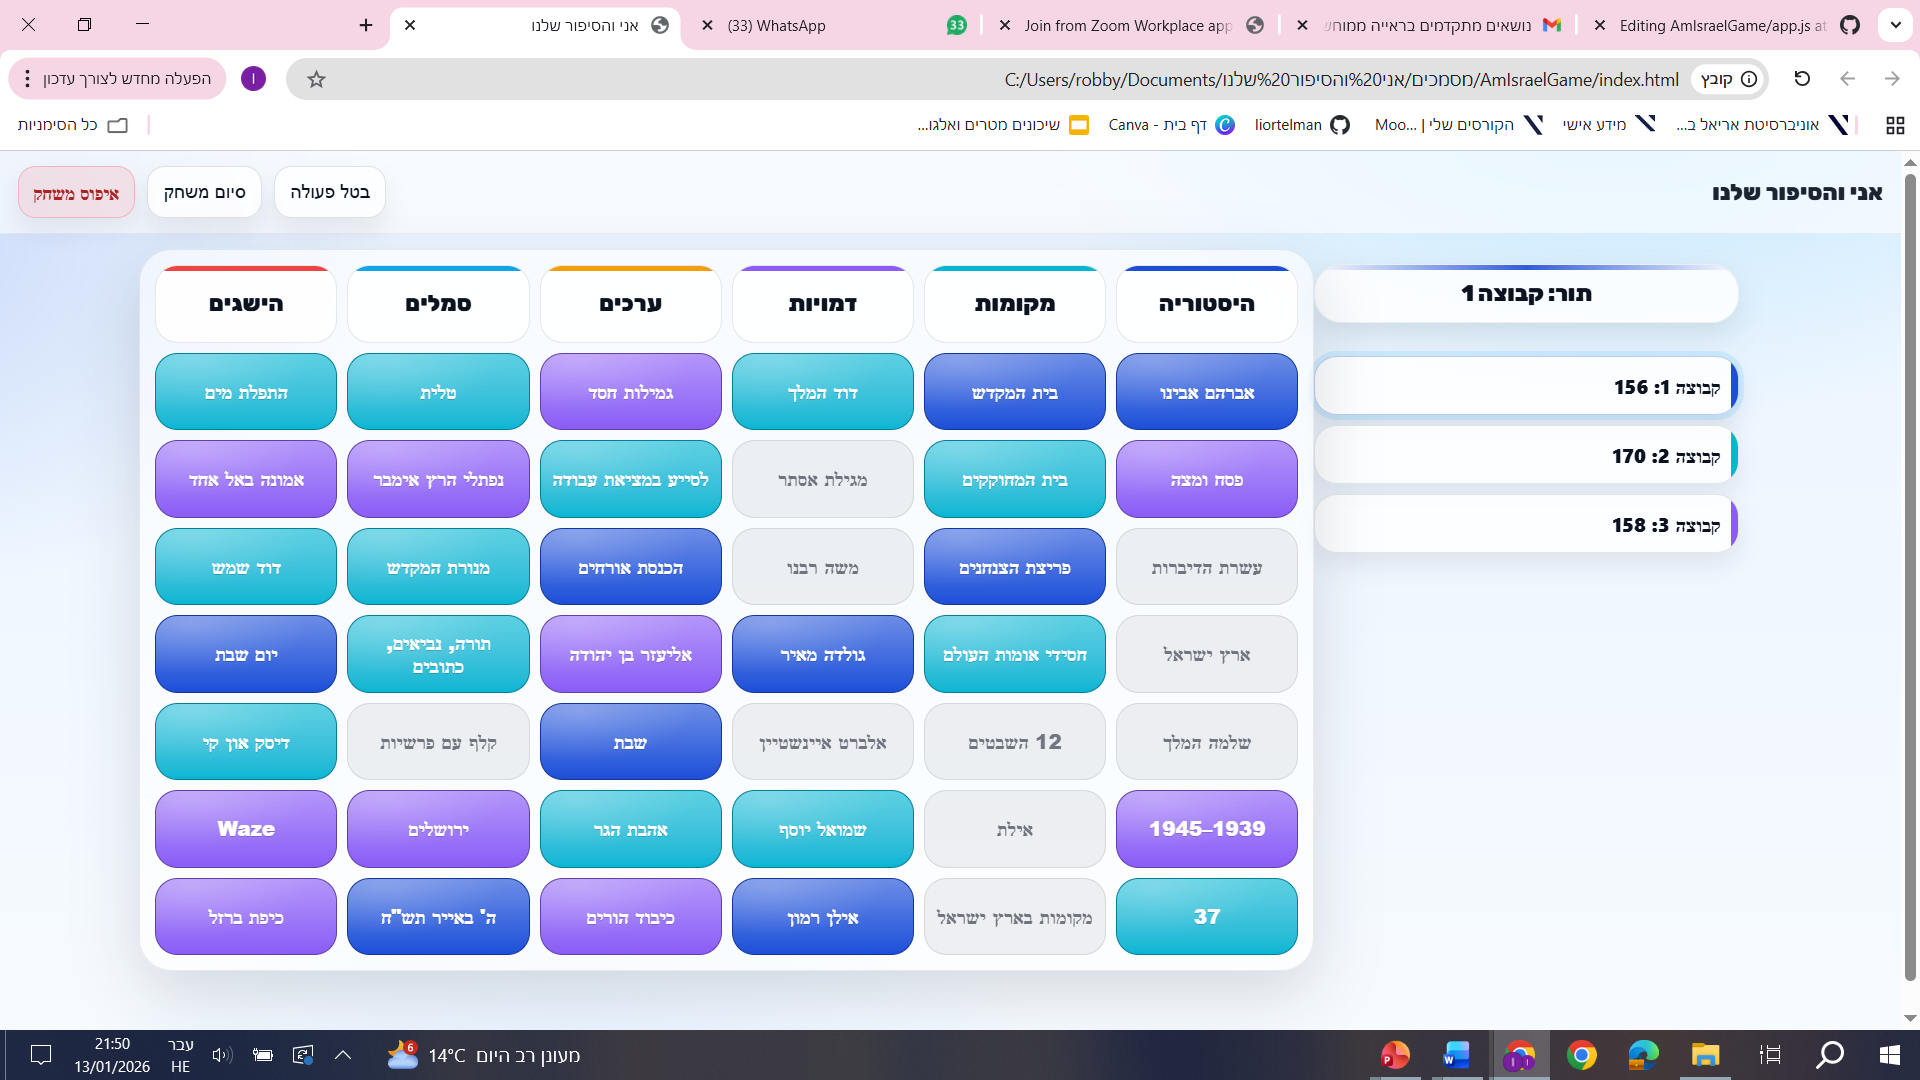 Editing AmIsraelGame/app.js at
נושאים מתקדמים בראייה ממוחש
Join from Zoom Workplace app
(33) WhatsApp
33
אני והסיפור שלנו
קובץ
C:/Users/robby/Documents/מסמכים/אני%20והסיפור%20שלנו/AmIsraelGame/index.html
I
הפעלה מחדש לצורך עדכון
אוניברסיטת אריאל ב...
מידע אישי
הקורסים שלי | Moo...
liortelman
דף בית - Canva
שיכונים מטרים ואלגו...
כל הסימניות
אני והסיפור שלנו
בטל פעולה
סיום משחק
איפוס משחק
תור: קבוצה 1
קבוצה 1: 156
קבוצה 2: 170
קבוצה 3: 158
היסטוריה
מקומות
דמויות
ערכים
סמלים
הישגים
אברהם אבינו
בית המקדש
דוד המלך
גמילות חסד
טלית
התפלת מים
פסח ומצה
בית המחוקקים
מגילת אסתר
לסייע במציאת עבודה
נפתלי הרץ אימבר
אמונה באל אחד
עשרת הדיברות
פריצת הצנחנים
משה רבנו
הכנסת אורחים
מנורת המקדש
דוד שמש
ארץ ישראל
חסידי אומות העולם
גולדה מאיר
אליעזר בן יהודה
תורה, נביאים,
כתובים
יום שבת
שלמה המלך
12 השבטים
אלברט איינשטיין
שבת
קלף עם פרשיות
דיסק און קי
1945–1939
אילת
שמואל יוסף
אהבת הגר
ירושלים
Waze
37
מקומות בארץ ישראל
אילן רמון
כיבוד הורים
ה' באייר תש"ח
כיפת ברזל
6
14°C מעונן רב היום
עבר
HE
21:50
13/01/2026